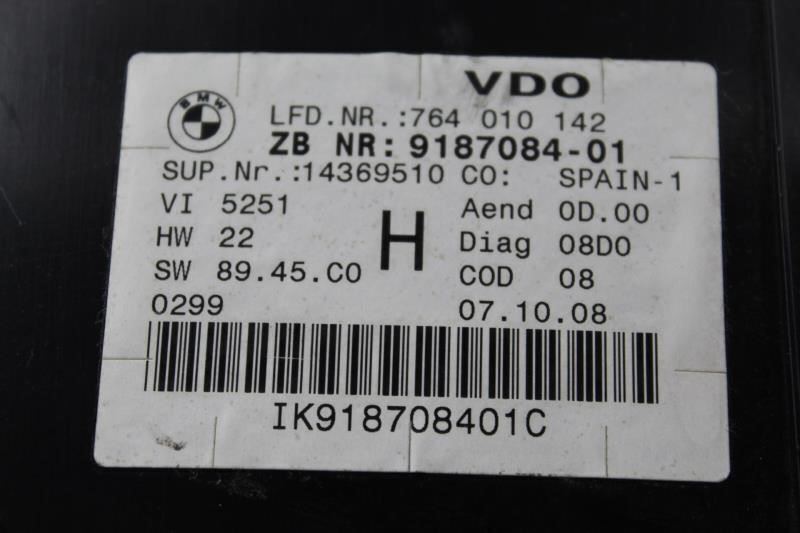 VDO
BMW
LFD.NR.:764 010 142
ZB NR:9187084-01
SUP.Nr.:14369510 CO: SPAIN-1
VI 5251 Aend 0D.00
HW 22 H Diag 08D0
SW 89.45.C0 COD 08
0299 07.10.08
IK918708401C